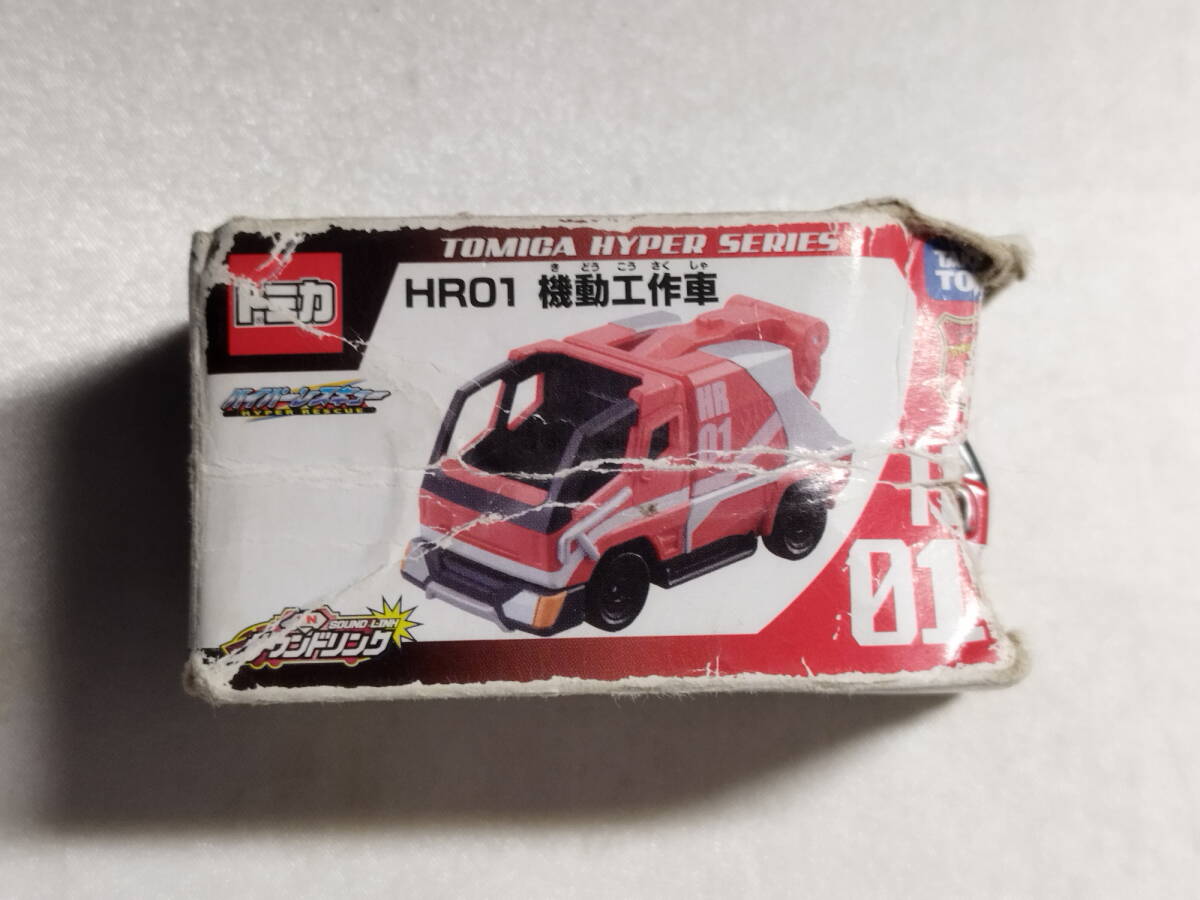 TOMICA HYPER SERIES
トミカ
き どう こう さく しゃ
HR01 機動工作車
ハイパーレスキュー
HYPER RESCUE
HR
01
SOUND LINK
サウンドリング
01